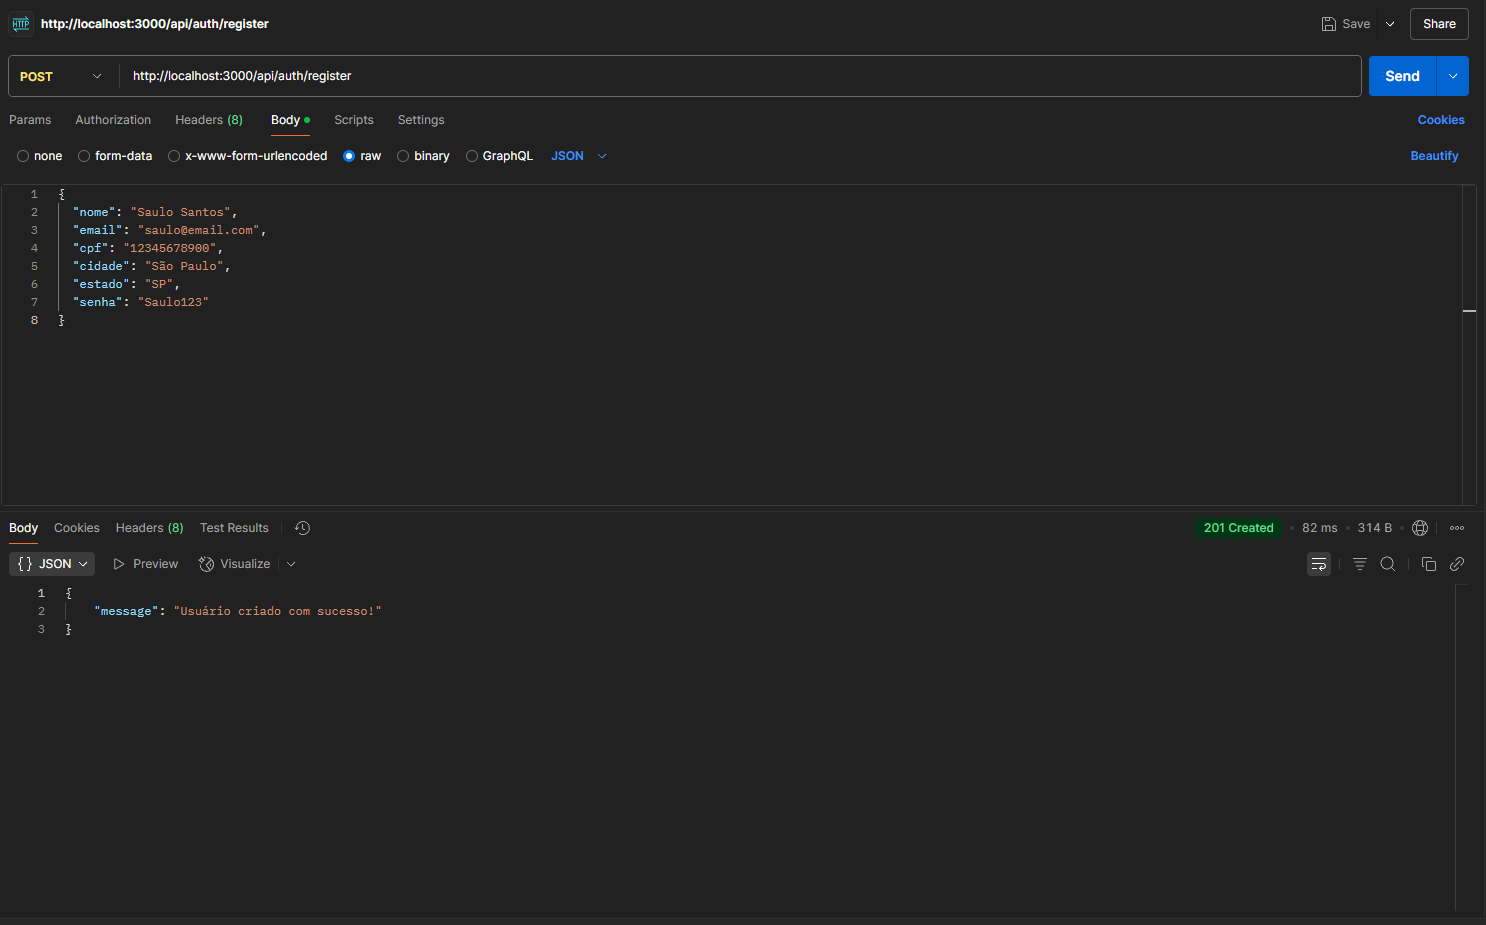 HTTP http://localhost:3000/api/auth/register Save Share
POST http://localhost:3000/api/auth/register Send
Params Authorization Headers (8) Body Scripts Settings Cookies
none form-data x-www-form-urlencoded raw binary GraphQL JSON Beautify
1 {
2 "nome": "Saulo Santos",
3 "email": "saulo@email.com",
4 "cpf": "12345678900",
5 "cidade": "São Paulo",
6 "estado": "SP",
7 "senha": "Saulo123"
8 }
Body Cookies Headers (8) Test Results 201 Created 82 ms 314 B
{} JSON Preview Visualize
1 {
2 "message": "Usuário criado com sucesso!"
3 }